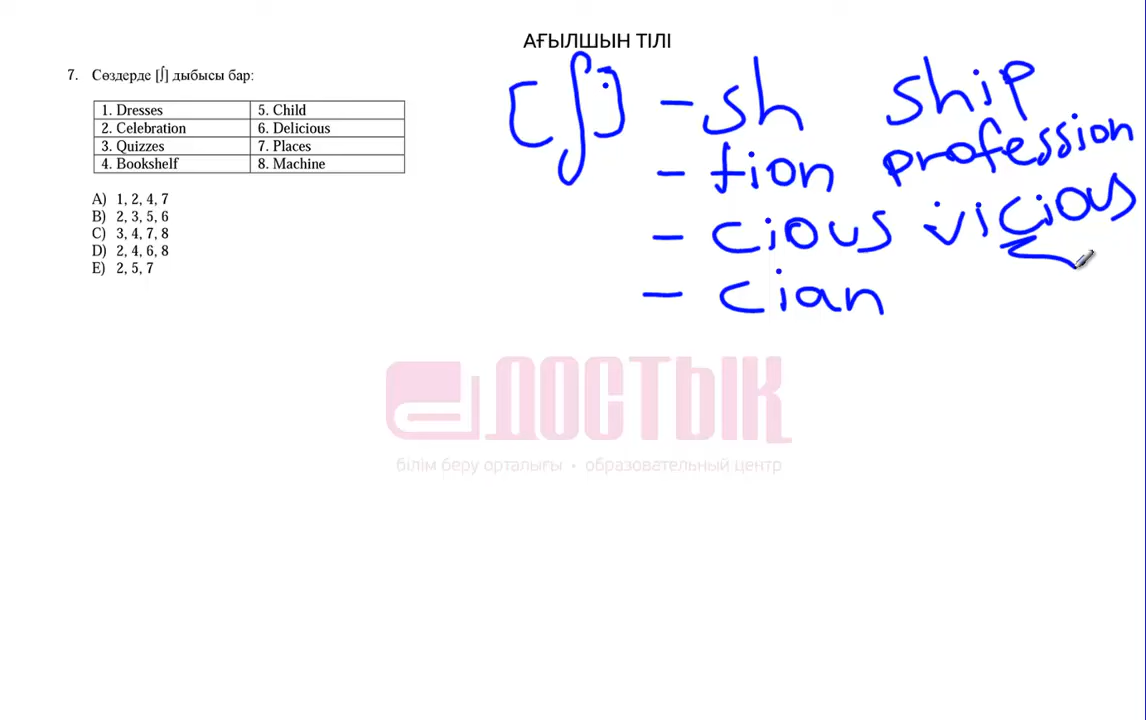 АҒЫЛШЫН ТІЛІ
7. Сөздерде [ʃ] дыбысы бар:
1. Dresses 5. Child
2. Celebration 6. Delicious
3. Quizzes 7. Places
4. Bookshelf 8. Machine
A) 1, 2, 4, 7
B) 2, 3, 5, 6
C) 3, 4, 7, 8
D) 2, 4, 6, 8
E) 2, 5, 7
[ʃ] - sh ship
- tion profession
- cious vicious
- cian
ДОСТЫҚ
білім беру орталығы • образовательный центр